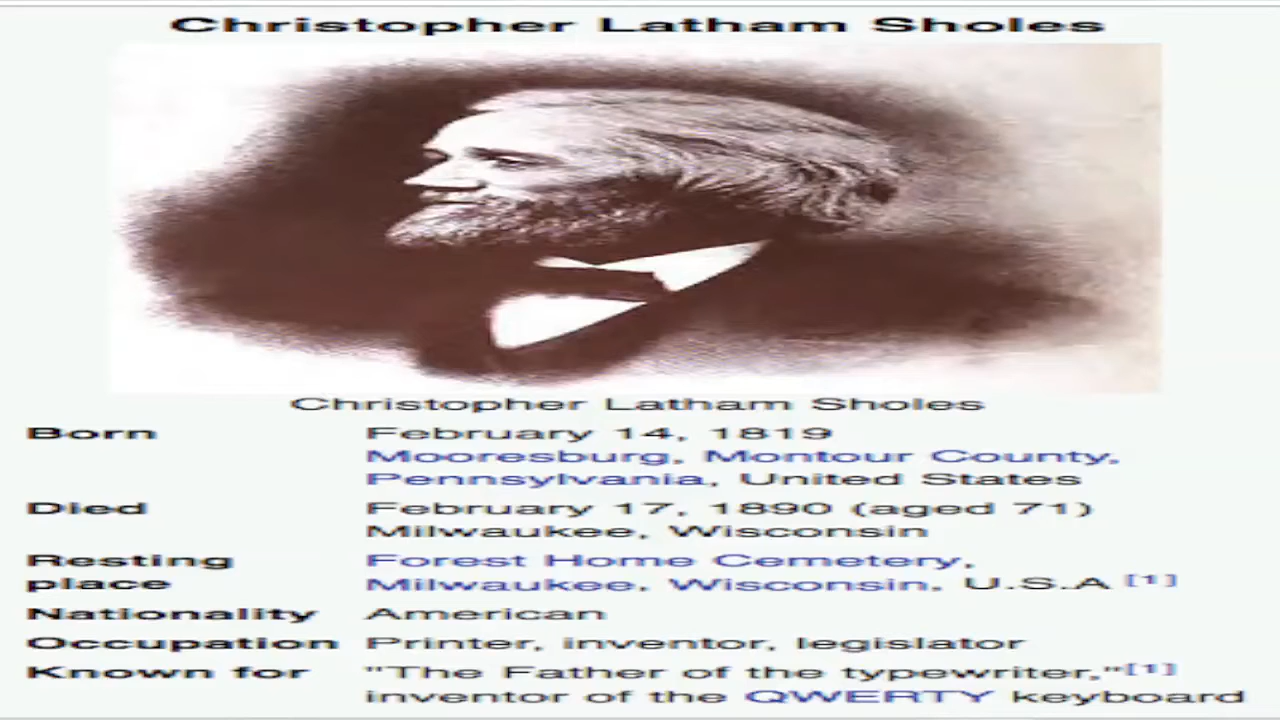 Christopher Latham Sholes
Christopher Latham Sholes
Born February 14, 1819
Mooresburg, Montour County,
Pennsylvania, United States
Died February 17, 1890 (aged 71)
Milwaukee, Wisconsin
Resting place Forest Home Cemetery,
Milwaukee, Wisconsin, U.S.A [1]
Nationality American
Occupation Printer, inventor, legislator
Known for "The Father of the typewriter,"[1]
inventor of the QWERTY keyboard